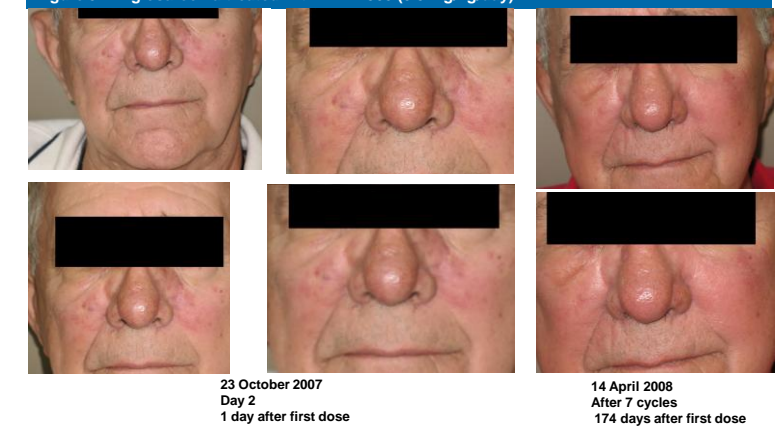 23 October 2007
Day 2
1 day after first dose
14 April 2008
After 7 cycles
174 days after first dose